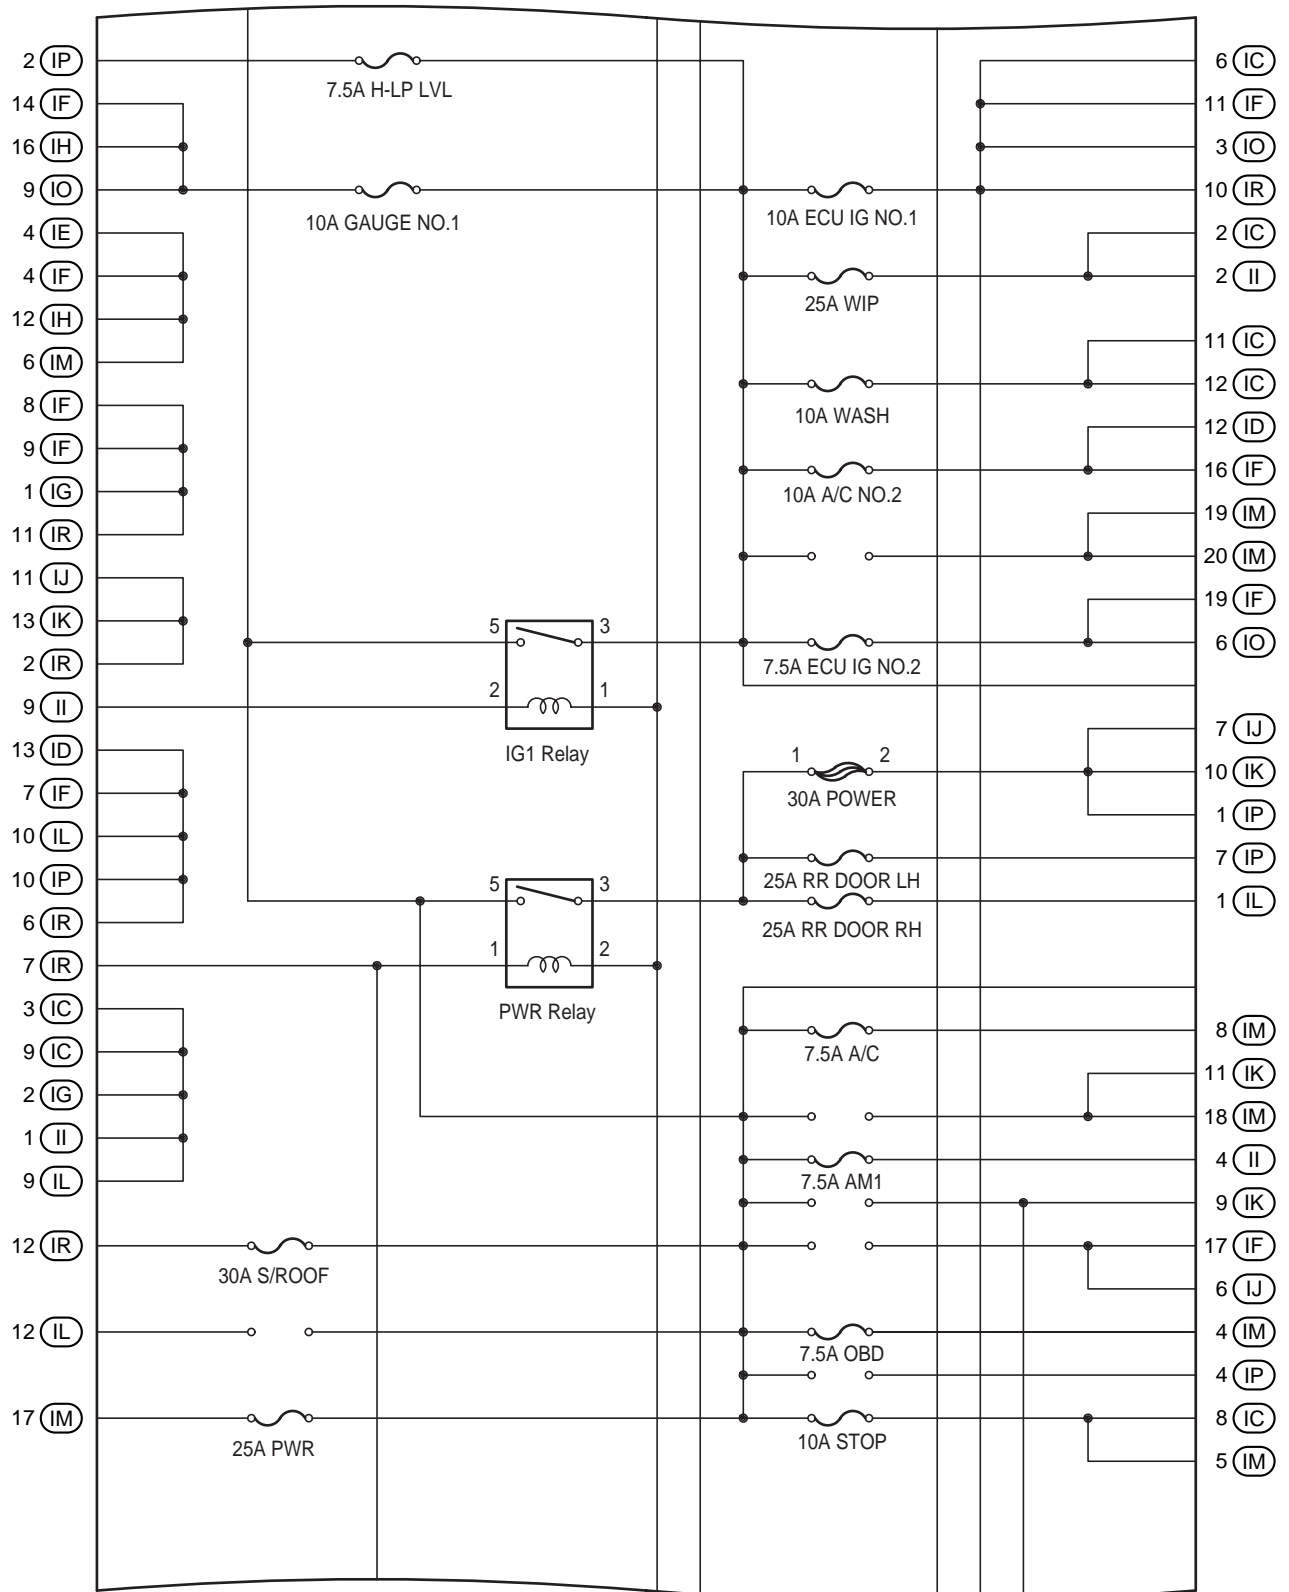 2 IP
7.5A H-LP LVL
6 IC
14 IF
11 IF
16 IH
3 IO
9 IO
10A GAUGE NO.1
10A ECU IG NO.1
10 IR
4 IE
2 IC
4 IF
25A WIP
2 II
12 IH
11 IC
6 IM
10A WASH
12 IC
8 IF
12 ID
9 IF
10A A/C NO.2
16 IF
1 IG
19 IM
11 IR
20 IM
11 IJ
19 IF
13 IK
5 3
7.5A ECU IG NO.2
6 IO
2 IR
2 1
9 II
IG1 Relay
7 IJ
13 ID
1 2
30A POWER
10 IK
7 IF
1 IP
10 IL
25A RR DOOR LH
7 IP
10 IP
5 3
25A RR DOOR RH
1 IL
6 IR
1 2
7 IR
PWR Relay
3 IC
7.5A A/C
8 IM
9 IC
11 IK
2 IG
18 IM
1 II
7.5A AM1
4 II
9 IL
9 IK
12 IR
30A S/ROOF
17 IF
6 IJ
12 IL
7.5A OBD
4 IM
4 IP
17 IM
25A PWR
10A STOP
8 IC
5 IM